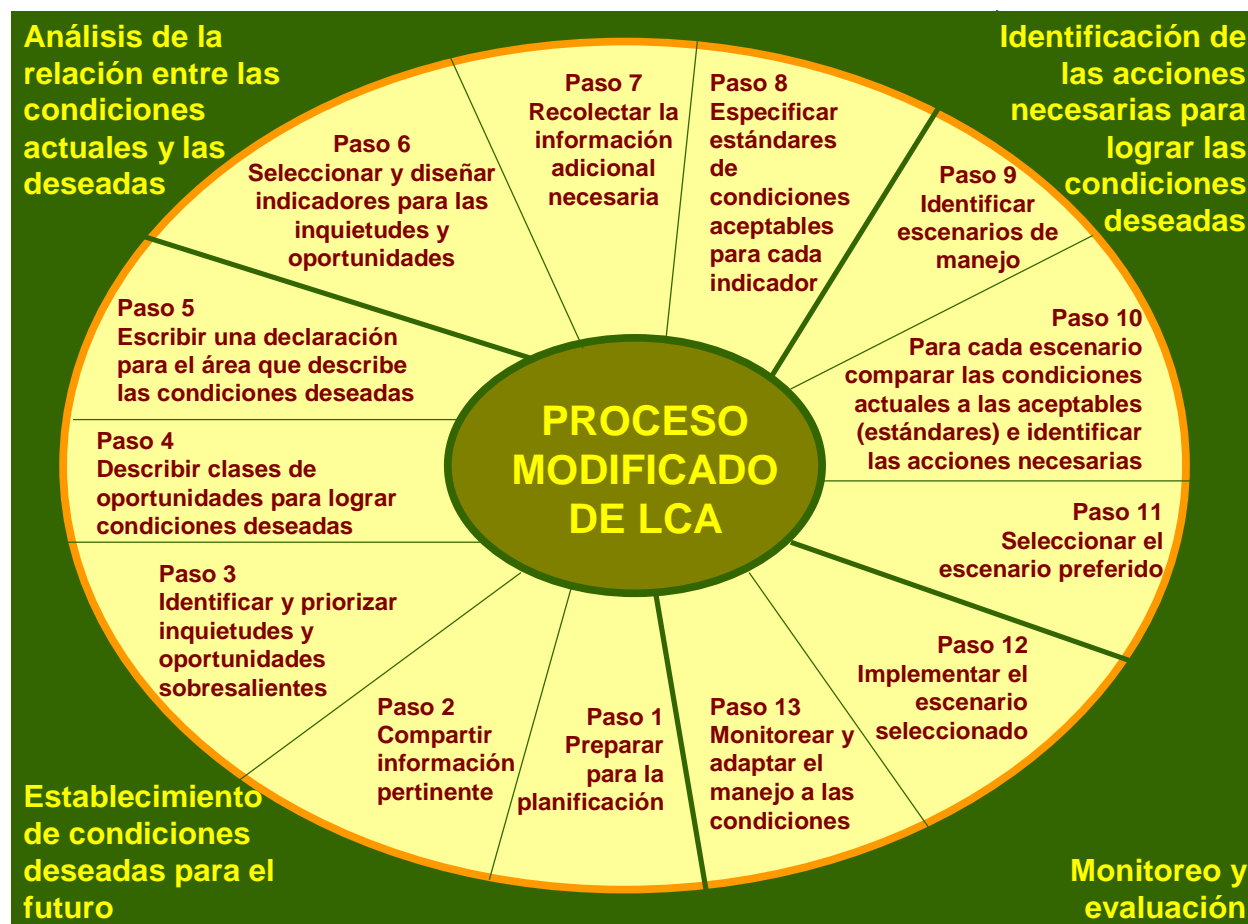 Análisis de la
relación entre las
condiciones
actuales y las
deseadas
Identificación de
las acciones
necesarias para
lograr las
condiciones
deseadas
Paso 7
Recolectar la
información
adicional
necesaria
Paso 8
Especificar
estándares
de
condiciones
aceptables
para cada
indicador
Paso 6
Seleccionar y diseñar
indicadores para las
inquietudes y
oportunidades
Paso 9
Identificar
escenarios de
manejo
Paso 5
Escribir una declaración
para el área que describe
las condiciones deseadas
Paso 10
Para cada escenario
comparar las condiciones
actuales a las aceptables
(estándares) e identificar
las acciones necesarias
PROCESO
MODIFICADO
DE LCA
Paso 4
Describir clases de
oportunidades para lograr
condiciones deseadas
Paso 11
Seleccionar el
escenario preferido
Paso 3
Identificar y priorizar
inquietudes y
oportunidades
sobresalientes
Paso 12
Implementar el
escenario
seleccionado
Paso 2
Compartir
información
pertinente
Paso 1
Preparar
para la
planificación
Paso 13
Monitorear y
adaptar el
manejo a las
condiciones
Establecimiento
de condiciones
deseadas para el
futuro
Monitoreo y
evaluación